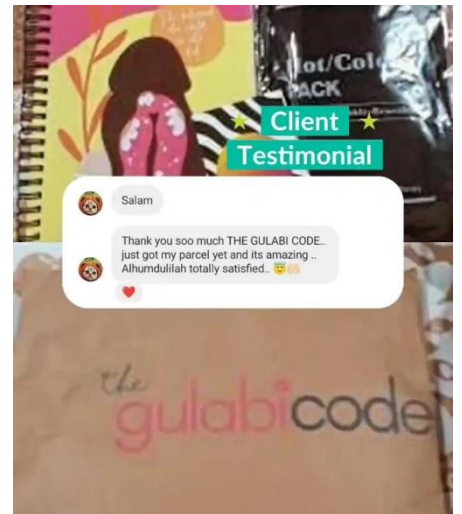 Hot/Cold
PACK
Client
Testimonial
Salam
Thank you soo much THE GULABI CODE..
just got my parcel yet and its amazing ..
Alhumdulilah totally satisfied.. 😇🤲🏻
❤️
the
gulabicode